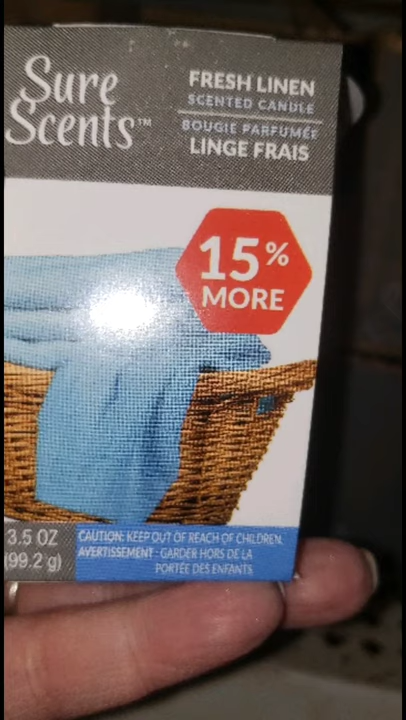 Sure
Scents™
FRESH LINEN
SCENTED CANDLE
BOUGIE PARFUMÉE
LINGE FRAIS
15%
MORE
3.5 OZ
(99.2 g)
CAUTION: KEEP OUT OF REACH OF CHILDREN.
AVERTISSEMENT - GARDER HORS DE LA
PORTÉE DES ENFANTS